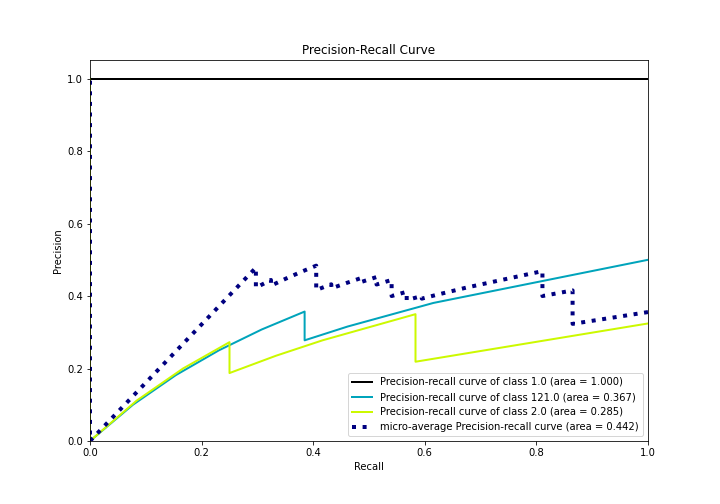 Precision-Recall Curve
Precision
1.0
0.8
0.6
0.4
0.2
0.0
0.0 0.2 0.4 0.6 0.8 1.0
Recall
Precision-recall curve of class 1.0 (area = 1.000)
Precision-recall curve of class 121.0 (area = 0.367)
Precision-recall curve of class 2.0 (area = 0.285)
micro-average Precision-recall curve (area = 0.442)